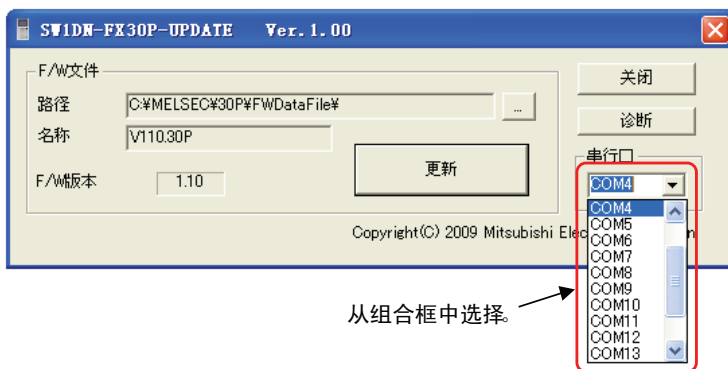 SW1DN-FX30P-UPDATE Ver.1.00
F/W文件
路径 C:¥MELSEC¥30P¥FWDataFile¥ ...
名称 V110.30P
F/W版本 1.10
更新
关闭
诊断
串行口
COM4
COM4
COM5
COM6
COM7
COM8
COM9
COM10
COM11
COM12
COM13
Copyright(C) 2009 Mitsubishi
从组合框中选择。